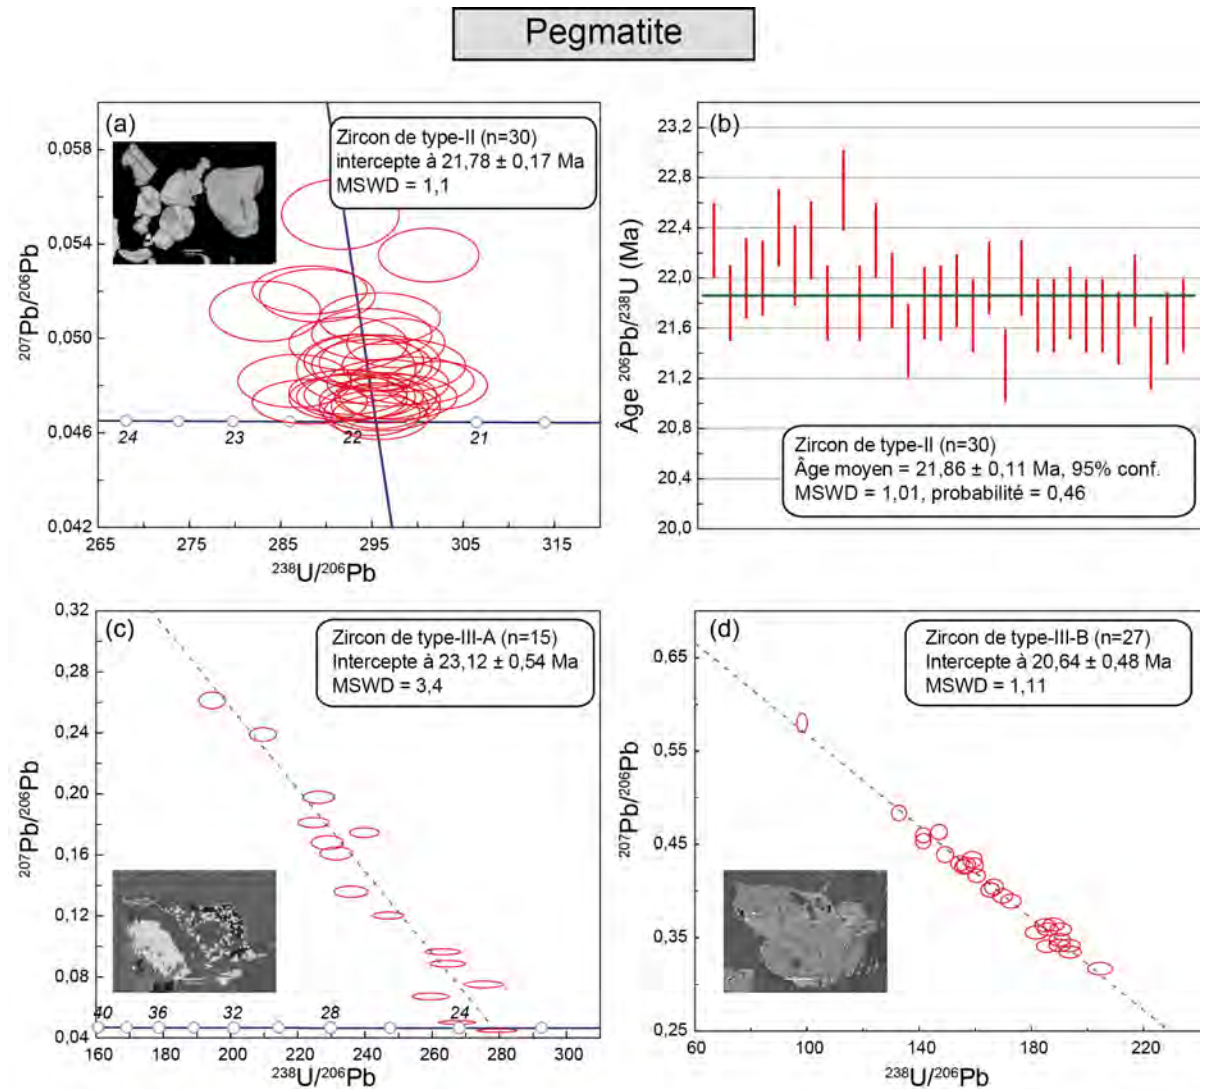 Pegmatite
(a)
Zircon de type-II (n=30)
intercepte à 21,78 ± 0,17 Ma
MSWD = 1,1
0,058
0,054
0,050
0,046
0,042
207Pb/206Pb
24 23 22 21
265 275 285 295 305 315
238U/206Pb
(b)
23,2
22,8
22,4
22,0
21,6
21,2
20,8
20,4
20,0
Âge 206Pb/238U (Ma)
Zircon de type-II (n=30)
Âge moyen = 21,86 ± 0,11 Ma, 95% conf.
MSWD = 1,01, probabilité = 0,46
(c)
Zircon de type-III-A (n=15)
Intercepte à 23,12 ± 0,54 Ma
MSWD = 3,4
0,32
0,28
0,24
0,20
0,16
0,12
0,08
0,04
207Pb/206Pb
40 36 32 28 24
160 180 200 220 240 260 280 300
238U/206Pb
(d)
Zircon de type-III-B (n=27)
Intercepte à 20,64 ± 0,48 Ma
MSWD = 1,11
0,65
0,55
0,45
0,35
0,25
207Pb/206Pb
60 100 140 180 220
238U/206Pb